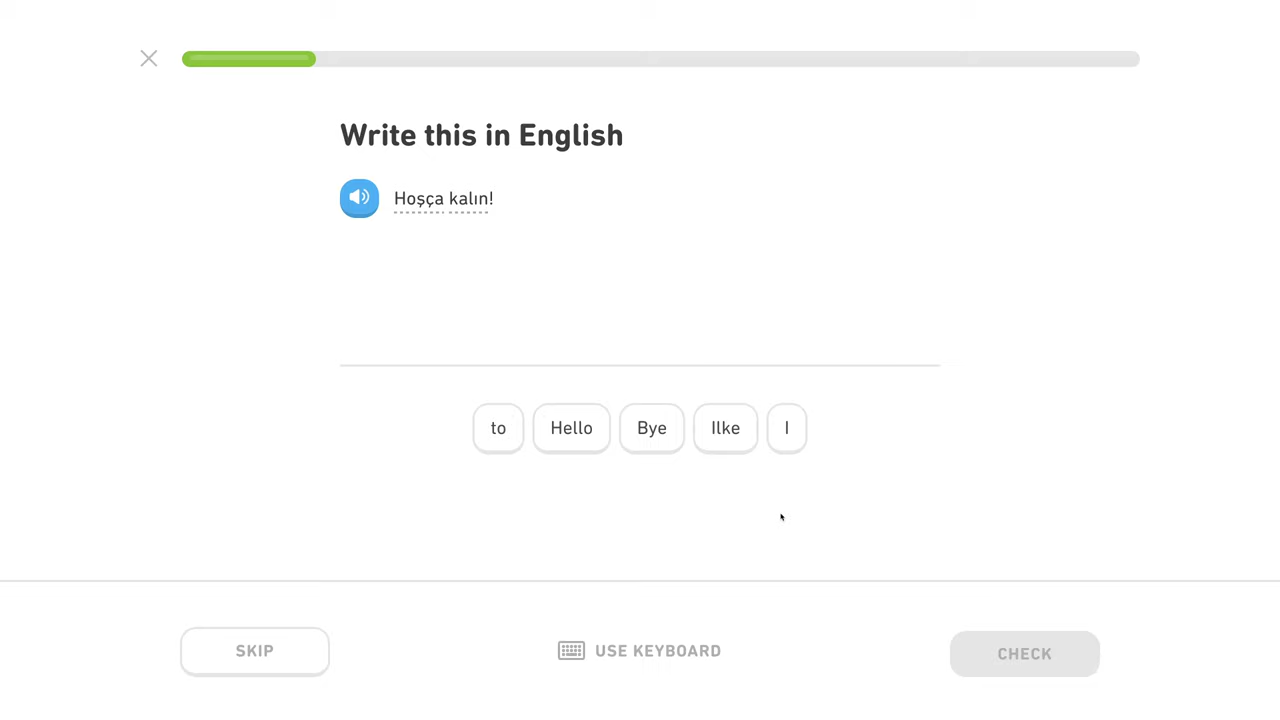 Write this in English
Hoşça kalın!
to Hello Bye Ilke I
SKIP USE KEYBOARD CHECK